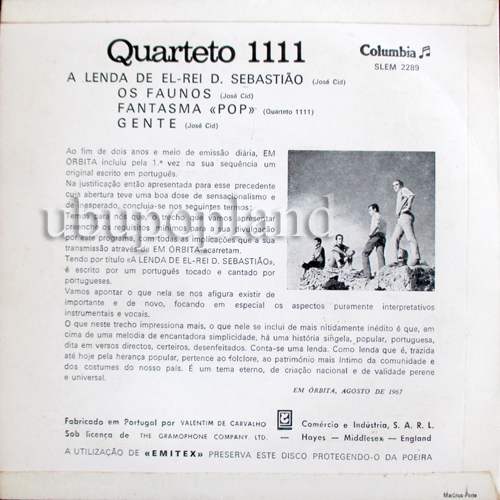 Quarteto 1111
Columbia
SLEM 2289
A LENDA DE EL-REI D. SEBASTIÃO (José Cid)
OS FAUNOS (José Cid)
FANTASMA «POP» (Quarteto 1111)
GENTE (José Cid)
Ao fim de dois anos e meio de emissão diária, EM
ÓRBITA incluiu pela 1.ª vez na sua sequência um
original escrito em português.
Na justificação então apresentada para esse precedente
cuja abertura teve uma boa dose de sensacionalismo e
de inesperado, concluia-se nos seguintes termos:
Temos para nós que o trecho que vamos apresentar
preenche os requisitos mínimos para a sua divulgação
por este programa com todas as implicações que a sua
transmissão através de EM ÓRBITA acarretam.
Tendo por título «A LENDA DE EL-REI D. SEBASTIÃO»,
é escrito por um português tocado e cantado por
portugueses.
Vamos apontar o que nela se nos afigura existir de
importante e de novo, focando em especial os aspectos puramente interpretativos
instrumentais e vocais.
O que neste trecho impressiona mais, o que nele se inclui de mais nitidamente inédito é que, em
cima de uma melodia de encantadora simplicidade, há uma história singela, popular, portuguesa,
dita em versos directos, certeiros, desenfeitados. Conta-se uma lenda. Como lenda que é, trazida
até hoje pela herança popular, pertence ao folclore, ao património mais íntimo da comunidade e
dos costumes do nosso país. É um tema eterno, de criação nacional e de validade perene
e universal.
EM ÓRBITA, AGOSTO DE 1967
ubupopland
Fabricado em Portugal por VALENTIM DE CARVALHO Comércio e Indústria, S. A. R. L.
Sob licença de THE GRAMOPHONE COMPANY. LTD. — Hayes — Middlesex — England
A UTILIZAÇÃO DE «EMITEX» PRESERVA ESTE DISCO PROTEGENDO-O DA POEIRA